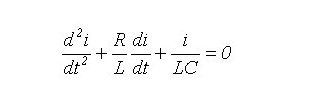 d²i/dt² + R/L di/dt + i/LC = 0